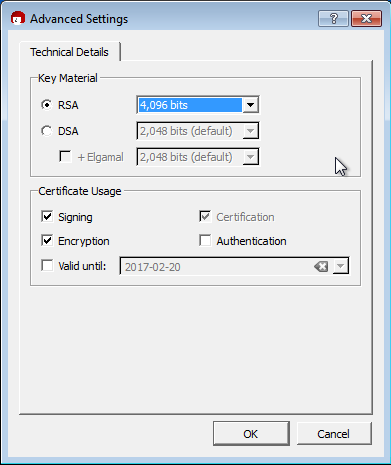 Advanced Settings
Technical Details
Key Material
RSA 4,096 bits
DSA 2,048 bits (default)
+ Elgamal 2,048 bits (default)
Certificate Usage
Signing Certification
Encryption Authentication
Valid until: 2017-02-20
OK Cancel